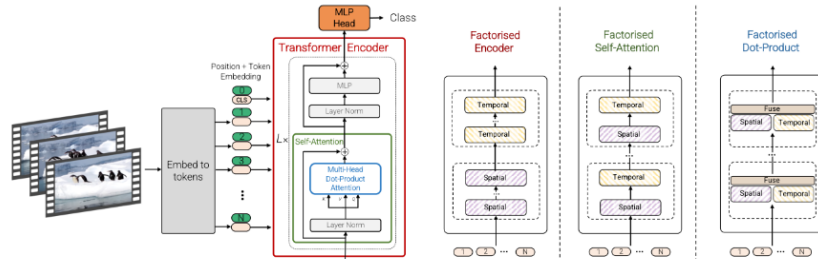 MLP
Head
Class
Transformer Encoder
Position + Token
Embedding
0
CLS
1
2
3
N
Embed to
tokens
L×
MLP
Layer Norm
Self-Attention
Multi-Head
Dot-Product
Attention
K V Q
Layer Norm
Factorised
Encoder
Temporal
Temporal
Spatial
Spatial
1 2 ••• N
Factorised
Self-Attention
Temporal
Spatial
Temporal
Spatial
1 2 ••• N
Factorised
Dot-Product
Fuse
Spatial Temporal
Fuse
Spatial Temporal
1 2 ••• N